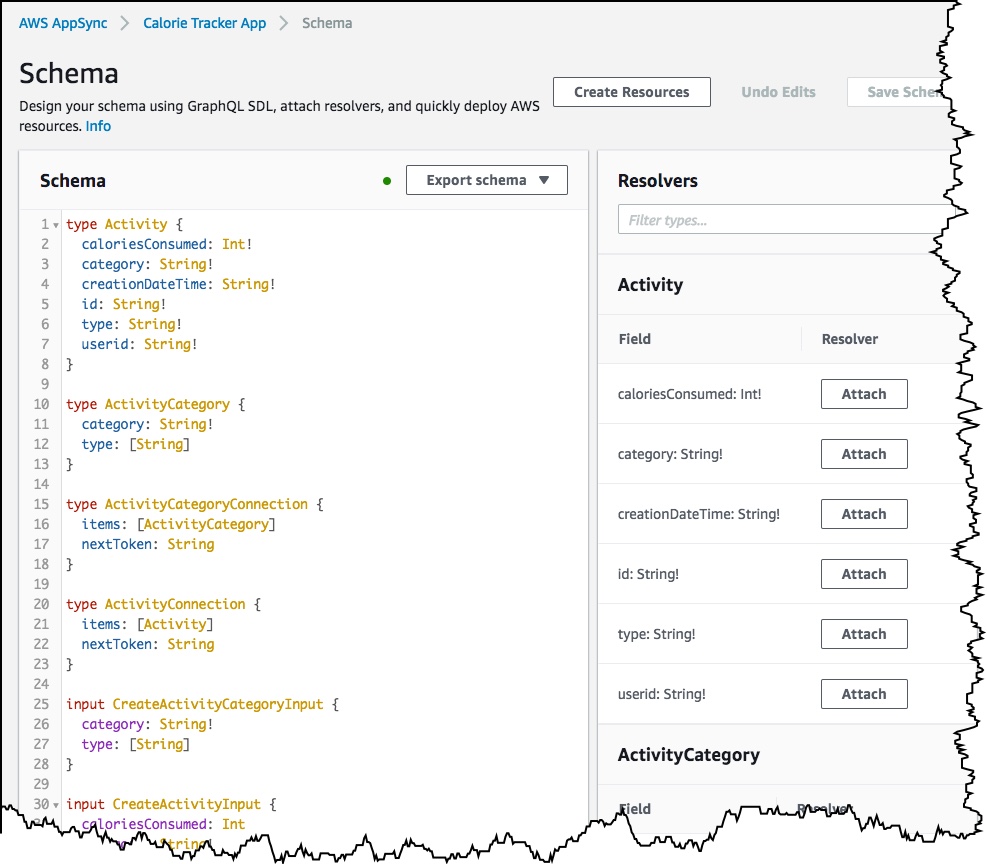 AWS AppSync > Calorie Tracker App > Schema
Schema
Design your schema using GraphQL SDL, attach resolvers, and quickly deploy AWS
resources. Info
Create Resources
Undo Edits
Save
Schema
Export schema ▼
1 type Activity {
2 caloriesConsumed: Int!
3 category: String!
4 creationDateTime: String!
5 id: String!
6 type: String!
7 userid: String!
8 }
9
10 type ActivityCategory {
11 category: String!
12 type: [String]
13 }
14
15 type ActivityCategoryConnection {
16 items: [ActivityCategory]
17 nextToken: String
18 }
19
20 type ActivityConnection {
21 items: [Activity]
22 nextToken: String
23 }
24
25 input CreateActivityCategoryInput {
26 category: String!
27 type: [String]
28 }
29
30 input CreateActivityInput {
caloriesConsumed: Int
String
Resolvers
Filter types...
Activity
Field Resolver
caloriesConsumed: Int! Attach
category: String! Attach
creationDateTime: String! Attach
id: String! Attach
type: String! Attach
userid: String! Attach
ActivityCategory
Field Resolver